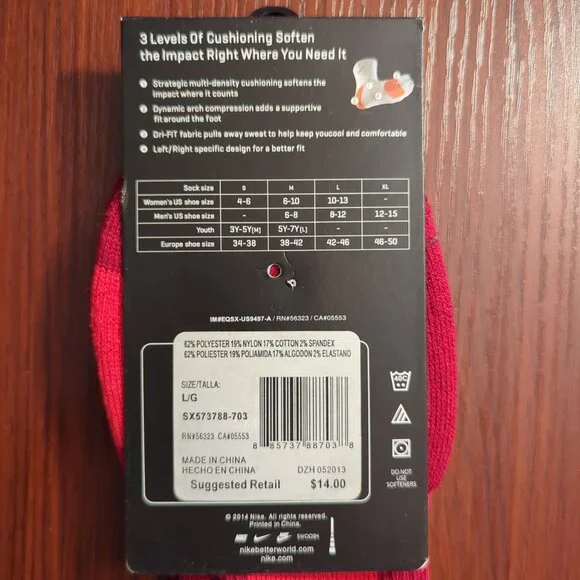 3 Levels Of Cushioning Soften
the Impact Right Where You Need It
Strategic multi-density cushioning softens the
impact where it counts
Dynamic arch compression adds a supportive
fit around the foot
Dri-FIT fabric pulls away sweat to help keep youcool and comfortable
Left/Right specific design for a better fit
Sock size S M L XL
Women's US shoe size 4-6 6-10 10-13 -
Men's US shoe size - 6-8 8-12 12-15
Youth 3Y-5Y[M] 5Y-7Y[L] - -
Europe shoe size 34-38 38-42 42-46 46-50
IM#EQSX-US9497-A / RN#56323 / CA#05553
62% POLYESTER 19% NYLON 17% COTTON 2% SPANDEX
62% POLIESTER 19% POLIAMIDA 17% ALGODON 2% ELASTANO
SIZE/TALLA:
L/G
SX573788-703
RN#56323 CA#05553
8 85737 88703 8
MADE IN CHINA
HECHO EN CHINA
DZH 052013
Suggested Retail $14.00
40C
DO NOT
USE
SOFTENERS
© 2014 Nike. All rights reserved.
Printed in China.
SWOOSH
nikebetterworld.com
nike.com